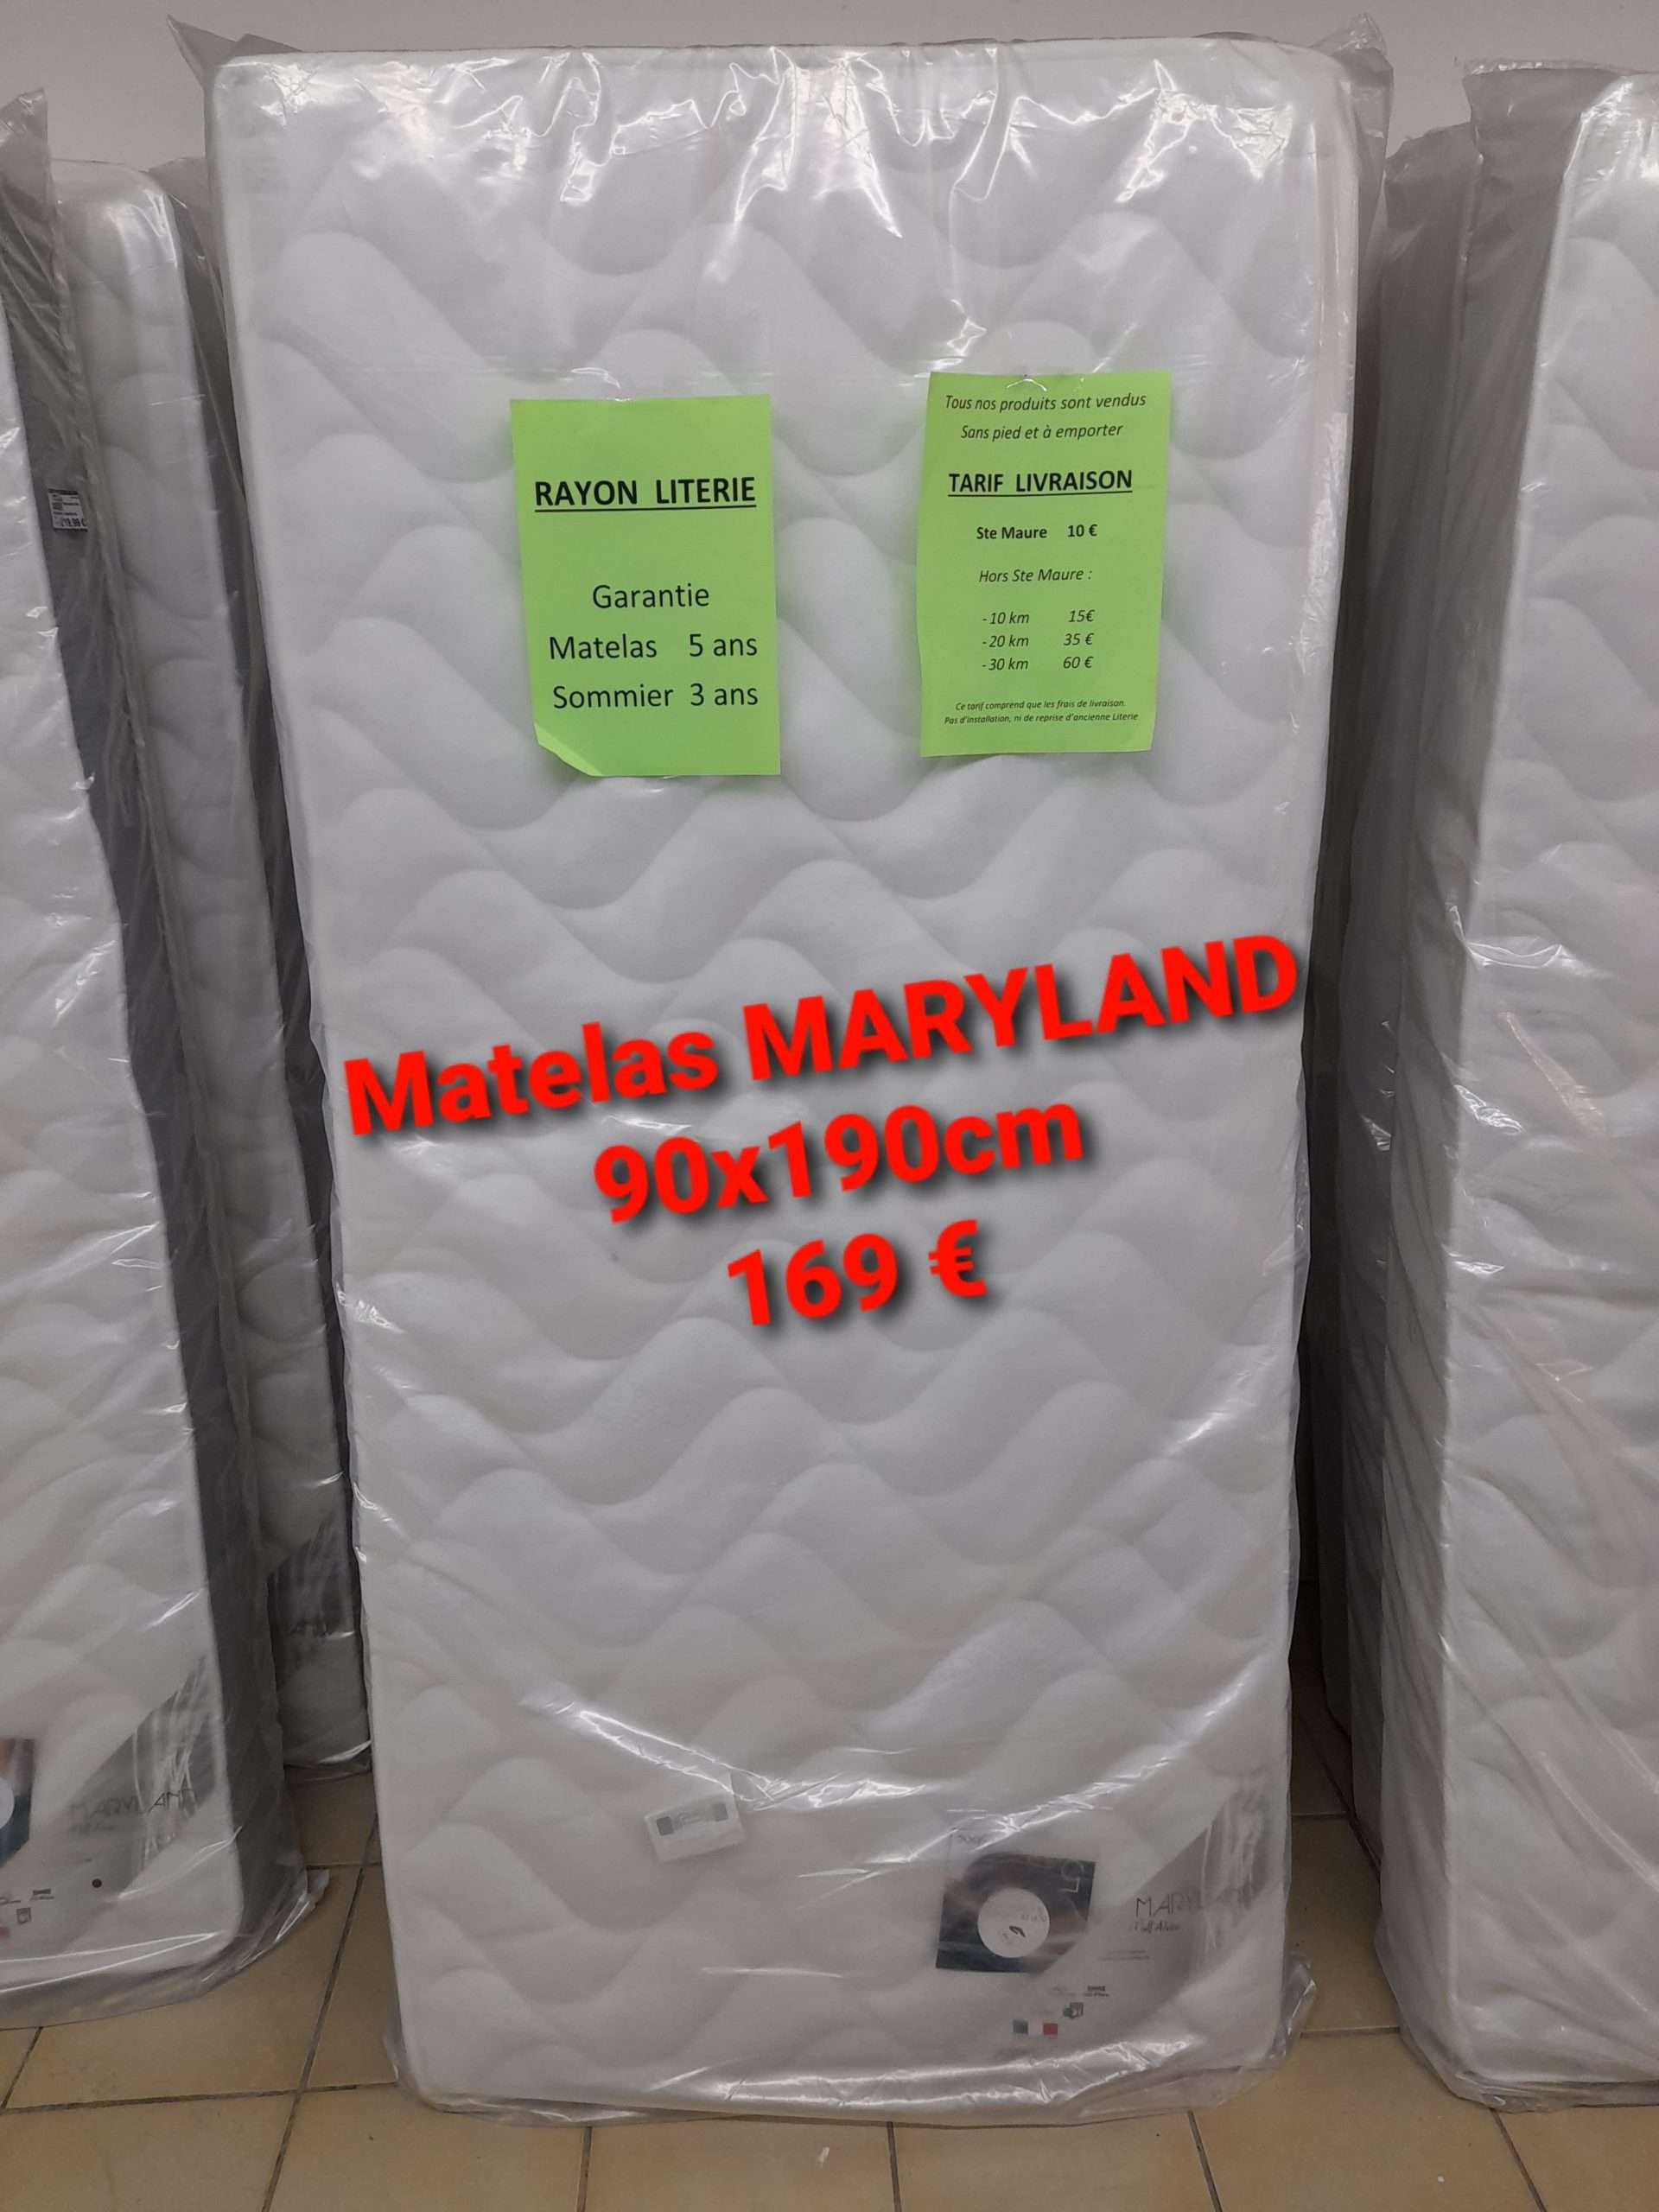 RAYON LITERIE
Garantie
Matelas 5 ans
Sommier 3 ans
Tous nos produits sont vendus
Sans pied et à emporter
TARIF LIVRAISON
Ste Maure 10 €
Hors Ste Maure :
- 10 km 15€
- 20 km 35 €
- 30 km 60 €
Ce tarif comprend que les frais de livraison.
Pas d'installation, ni de reprise d'ancienne Literie
Matelas MARYLAND
90x190cm
169 €
MARYLAND
MARYLAND